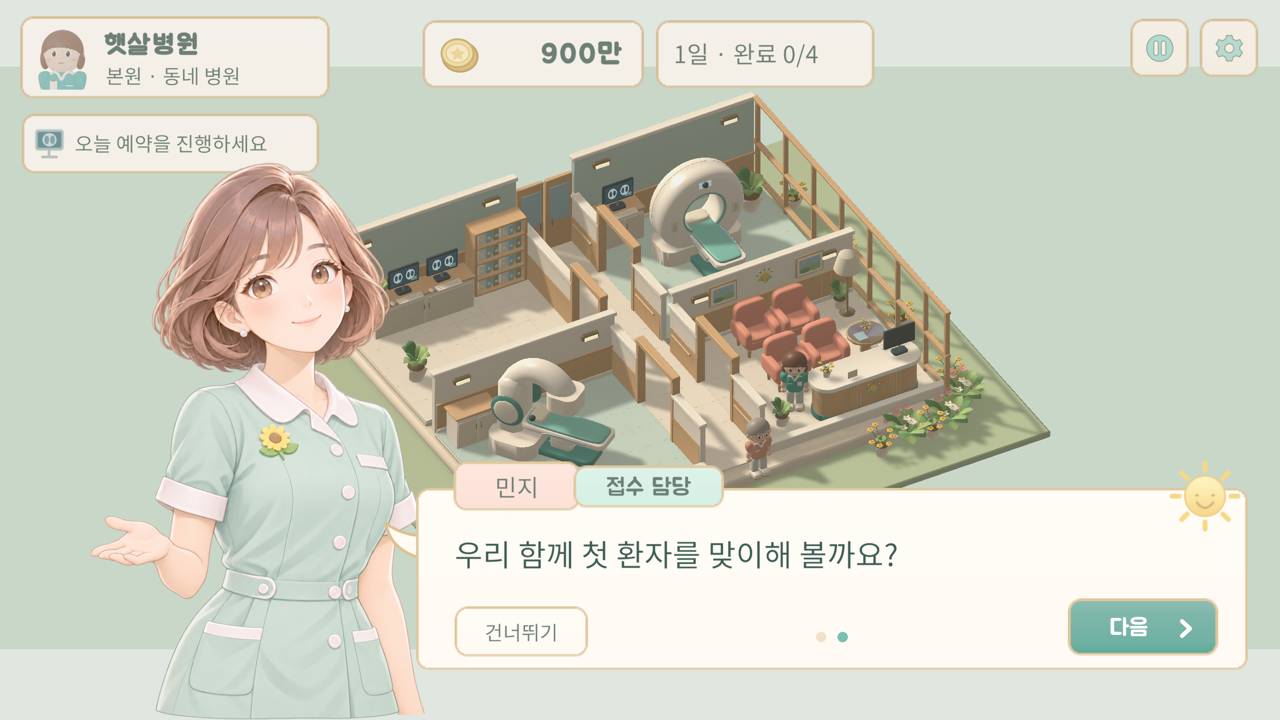 햇살병원
본원 · 동네 병원
900만
1일 · 완료 0/4
오늘 예약을 진행하세요
민지
접수 담당
우리 함께 첫 환자를 맞이해 볼까요?
건너뛰기
다음